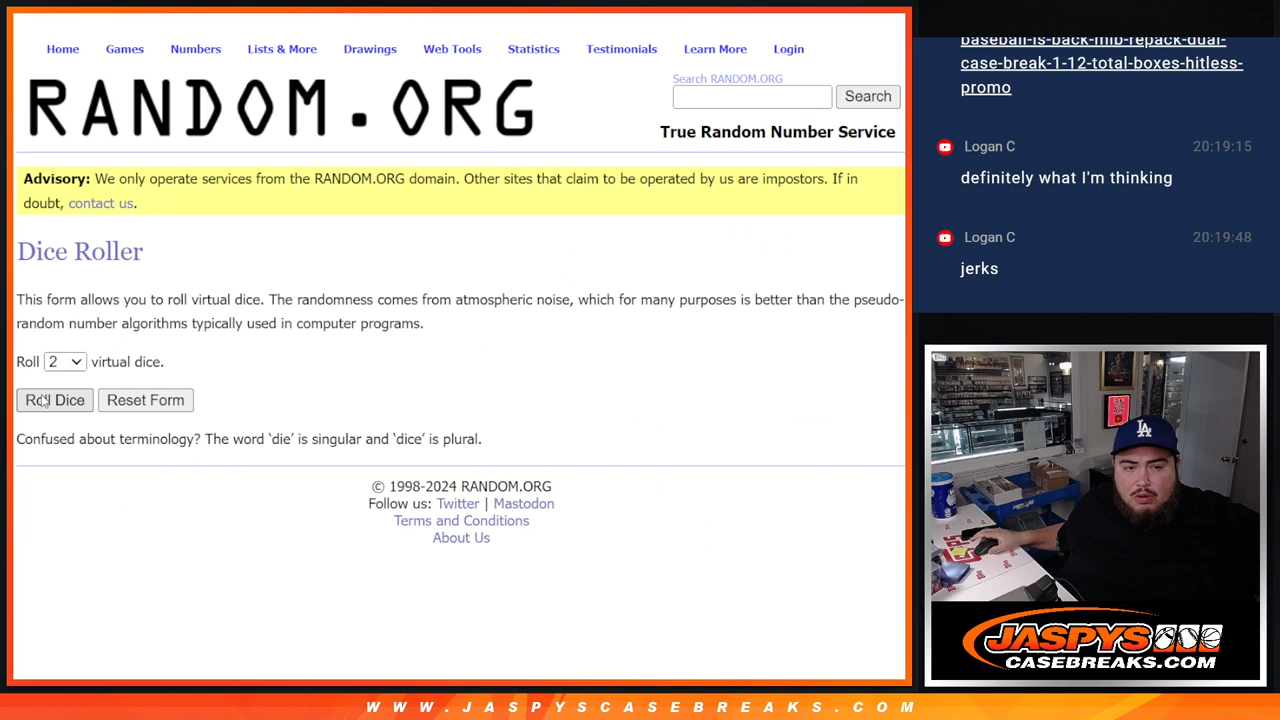 Home Games Numbers Lists & More Drawings Web Tools Statistics Testimonials Learn More Login
RANDOM.ORG
Search RANDOM.ORG
Search
True Random Number Service
Advisory: We only operate services from the RANDOM.ORG domain. Other sites that claim to be operated by us are impostors. If in
doubt, contact us.
Dice Roller
This form allows you to roll virtual dice. The randomness comes from atmospheric noise, which for many purposes is better than the pseudo-
random number algorithms typically used in computer programs.
Roll 2 virtual dice.
Roll Dice Reset Form
Confused about terminology? The word ‘die’ is singular and ‘dice’ is plural.
© 1998-2024 RANDOM.ORG
Follow us: Twitter | Mastodon
Terms and Conditions
About Us
baseball-is-back-mlb-repack-dual-
case-break-1-12-total-boxes-hitless-
promo
Logan C 20:19:15
definitely what I'm thinking
Logan C 20:19:48
jerks
LA
JASPYS
CASEBREAKS.COM
WWW.JASPYSCASEBREAKS.COM